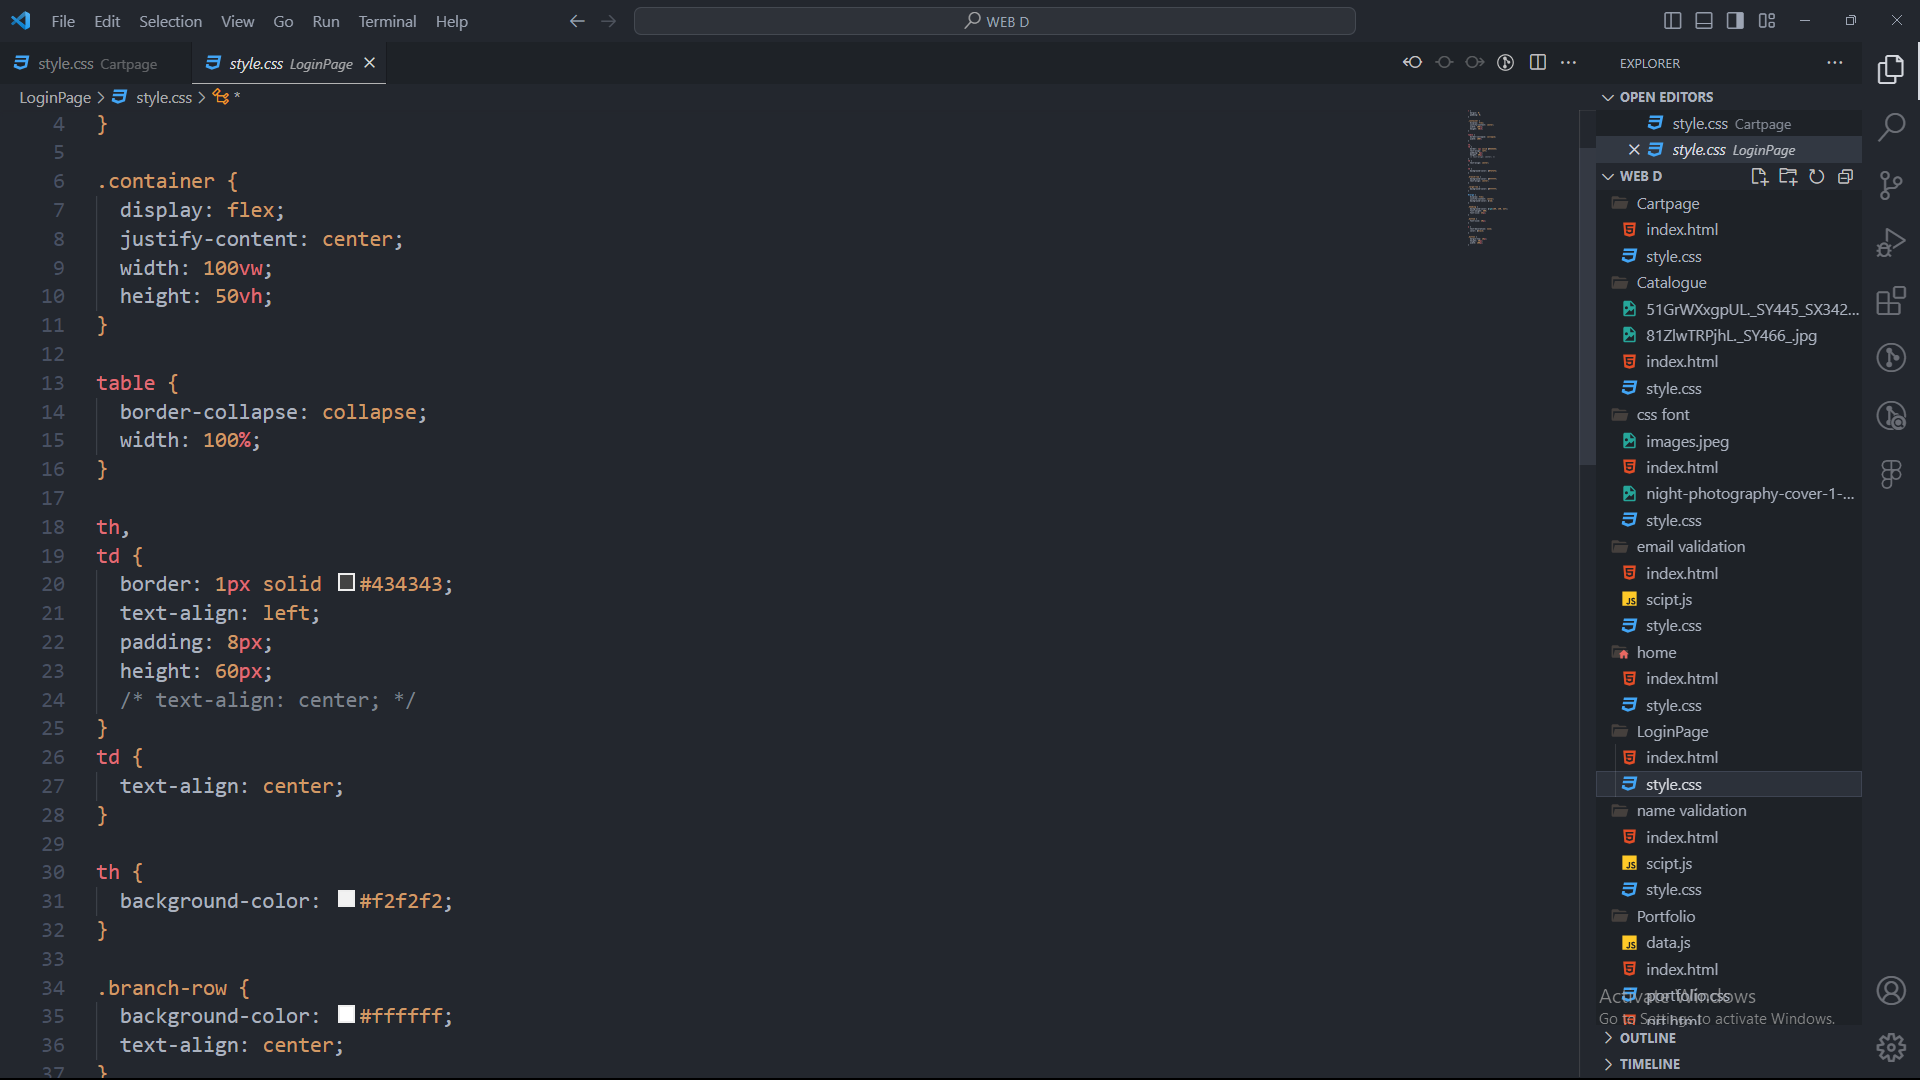 File Edit Selection View Go Run Terminal Help
WEB D
style.css Cartpage
style.css LoginPage
LoginPage > style.css > *
4 }
5
6 .container {
7 display: flex;
8 justify-content: center;
9 width: 100vw;
10 height: 50vh;
11 }
12
13 table {
14 border-collapse: collapse;
15 width: 100%;
16 }
17
18 th,
19 td {
20 border: 1px solid #434343;
21 text-align: left;
22 padding: 8px;
23 height: 60px;
24 /* text-align: center; */
25 }
26 td {
27 text-align: center;
28 }
29
30 th {
31 background-color: #f2f2f2;
32 }
33
34 .branch-row {
35 background-color: #ffffff;
36 text-align: center;
37 }
EXPLORER
OPEN EDITORS
style.css Cartpage
style.css LoginPage
WEB D
Cartpage
index.html
style.css
Catalogue
51GrWXxgpUL._SY445_SX342...
81ZlwTRPjhL._SY466_.jpg
index.html
style.css
css font
images.jpeg
index.html
night-photography-cover-1-...
style.css
email validation
index.html
scipt.js
style.css
home
index.html
style.css
LoginPage
index.html
style.css
name validation
index.html
scipt.js
style.css
Portfolio
data.js
index.html
portfolio.css
Activate Windows
Go to Settings to activate Windows.
OUTLINE
TIMELINE